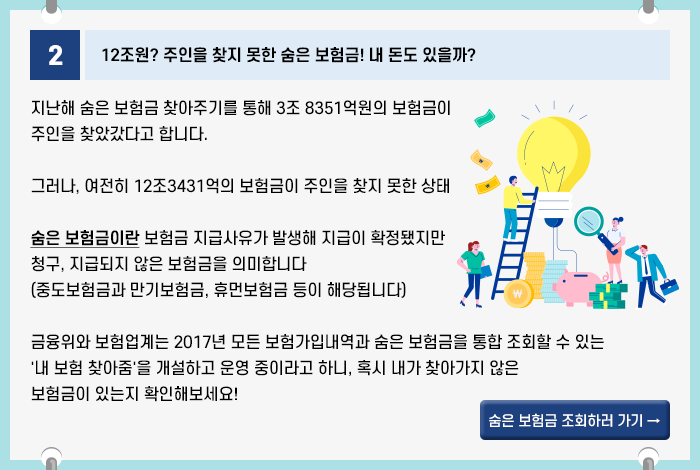 2
12조원? 주인을 찾지 못한 숨은 보험금! 내 돈도 있을까?
지난해 숨은 보험금 찾아주기를 통해 3조 8351억원의 보험금이
주인을 찾았갔다고 합니다.
그러나, 여전히 12조3431억의 보험금이 주인을 찾지 못한 상태
숨은 보험금이란 보험금 지급사유가 발생해 지급이 확정됐지만
청구, 지급되지 않은 보험금을 의미합니다
(중도보험금과 만기보험금, 휴먼보험금 등이 해당됩니다)
금융위와 보험업계는 2017년 모든 보험가입내역과 숨은 보험금을 통합 조회할 수 있는
'내 보험 찾아줌'을 개설하고 운영 중이라고 하니, 혹시 내가 찾아가지 않은
보험금이 있는지 확인해보세요!
₩
숨은 보험금 조회하러 가기 →